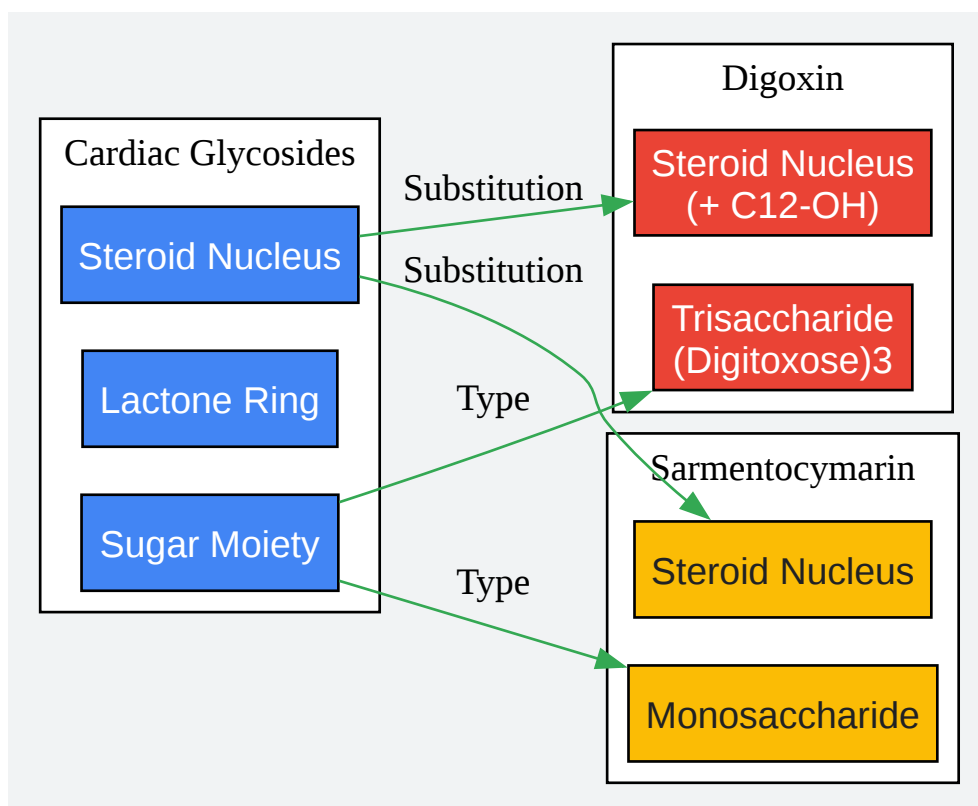 Cardiac Glycosides
Steroid Nucleus
Lactone Ring
Sugar Moiety
Substitution
Substitution
Type
Type
Digoxin
Steroid Nucleus
(+ C12-OH)
Trisaccharide
(Digitoxose)3
Sarmentocymarin
Steroid Nucleus
Monosaccharide